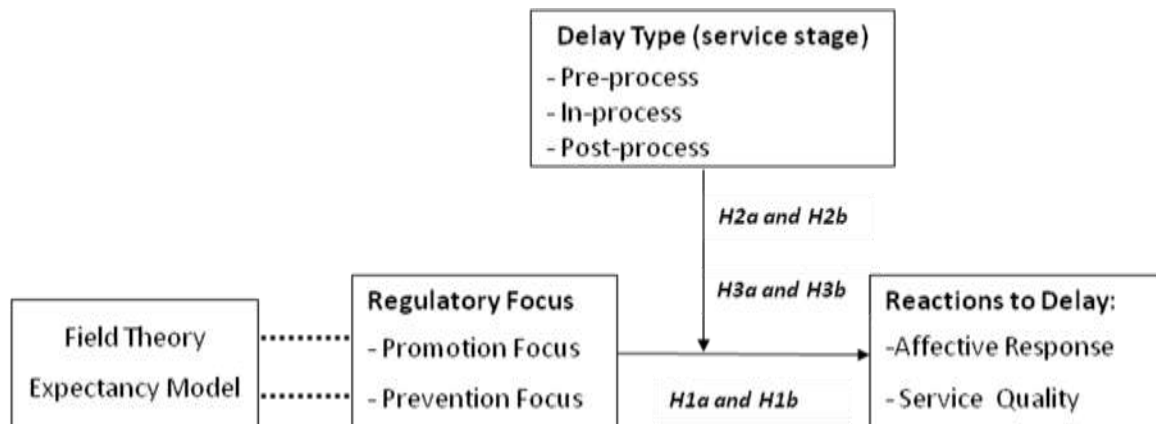 Delay Type (service stage)
- Pre-process
- In-process
- Post-process
H2a and H2b
H3a and H3b
Field Theory
Expectancy Model
Regulatory Focus
- Promotion Focus
- Prevention Focus
H1a and H1b
Reactions to Delay:
-Affective Response
- Service Quality